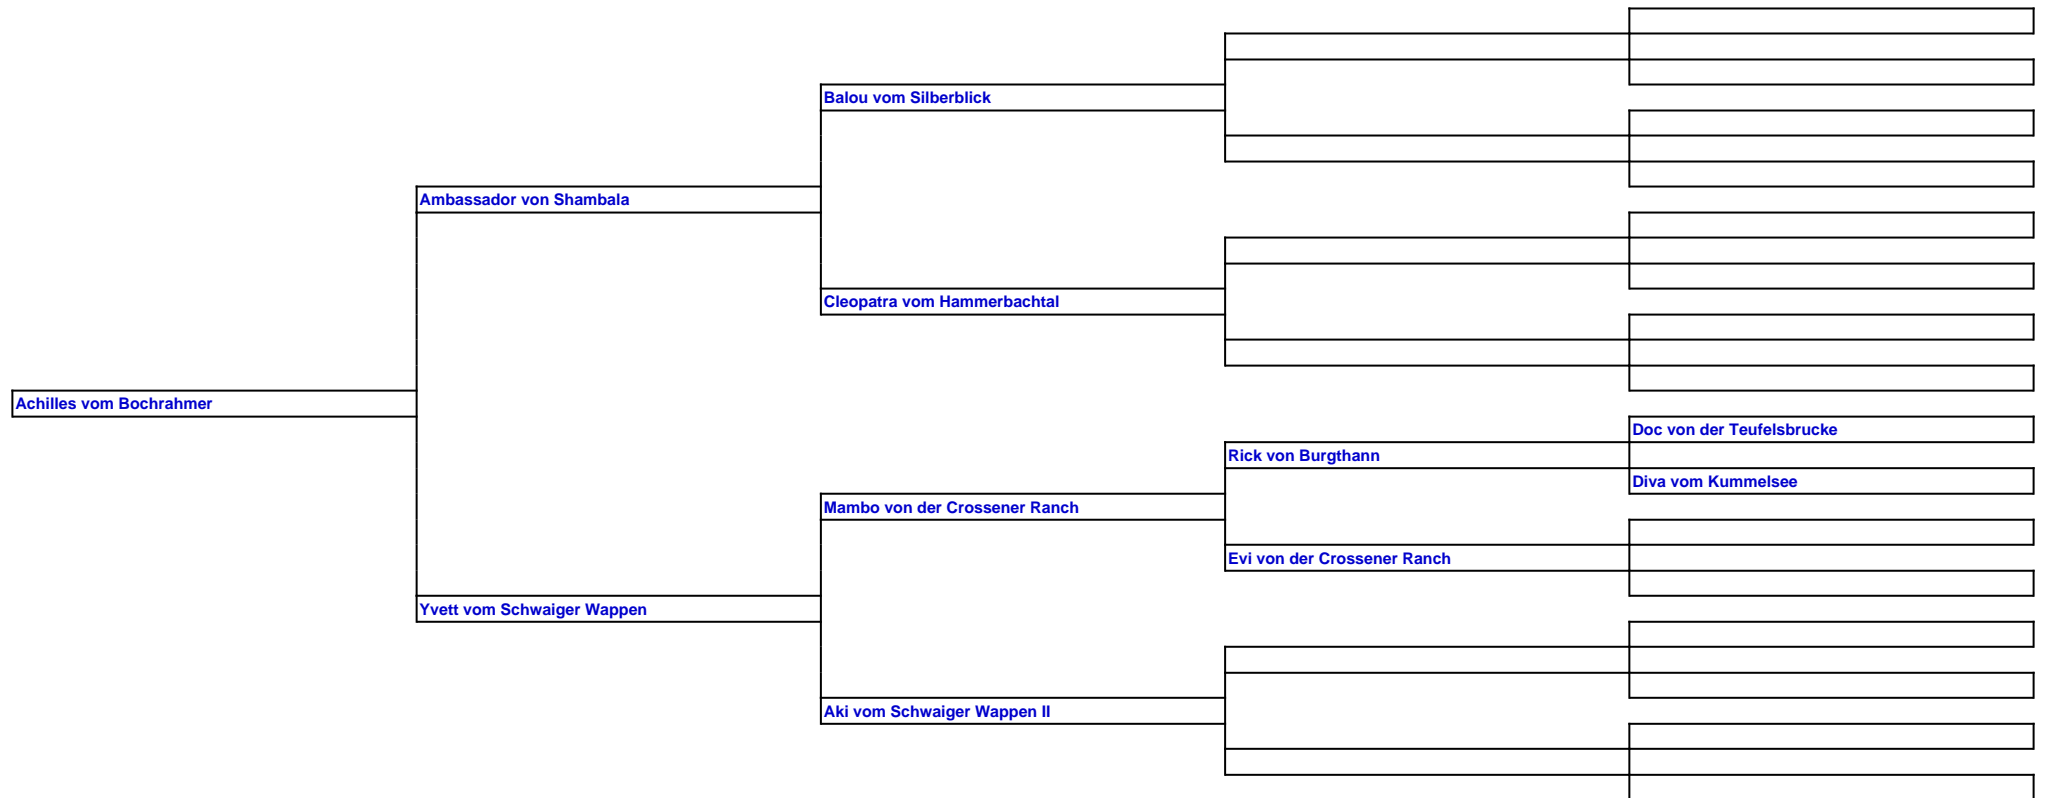 Balou vom Silberblick
Ambassador von Shambala
Cleopatra vom Hammerbachtal
Achilles vom Bochrahmer
Doc von der Teufelsbrucke
Rick von Burgthann
Diva vom Kummelsee
Mambo von der Crossener Ranch
Evi von der Crossener Ranch
Yvett vom Schwaiger Wappen
Aki vom Schwaiger Wappen II